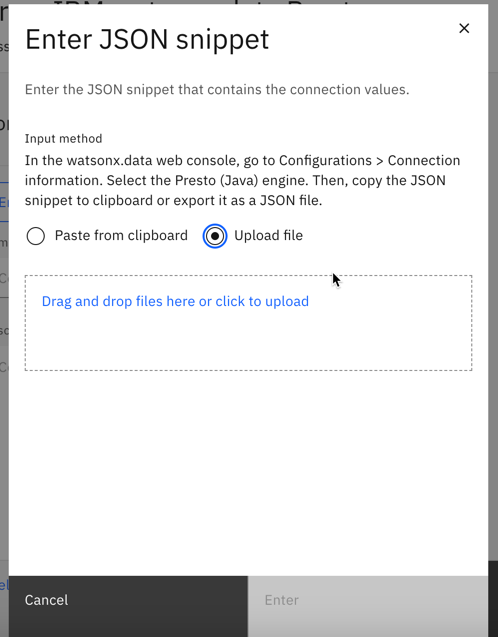 Enter JSON snippet
Enter the JSON snippet that contains the connection values.
Input method
In the watsonx.data web console, go to Configurations > Connection
information. Select the Presto (Java) engine. Then, copy the JSON
snippet to clipboard or export it as a JSON file.
Paste from clipboard
Upload file
Drag and drop files here or click to upload
Cancel
Enter